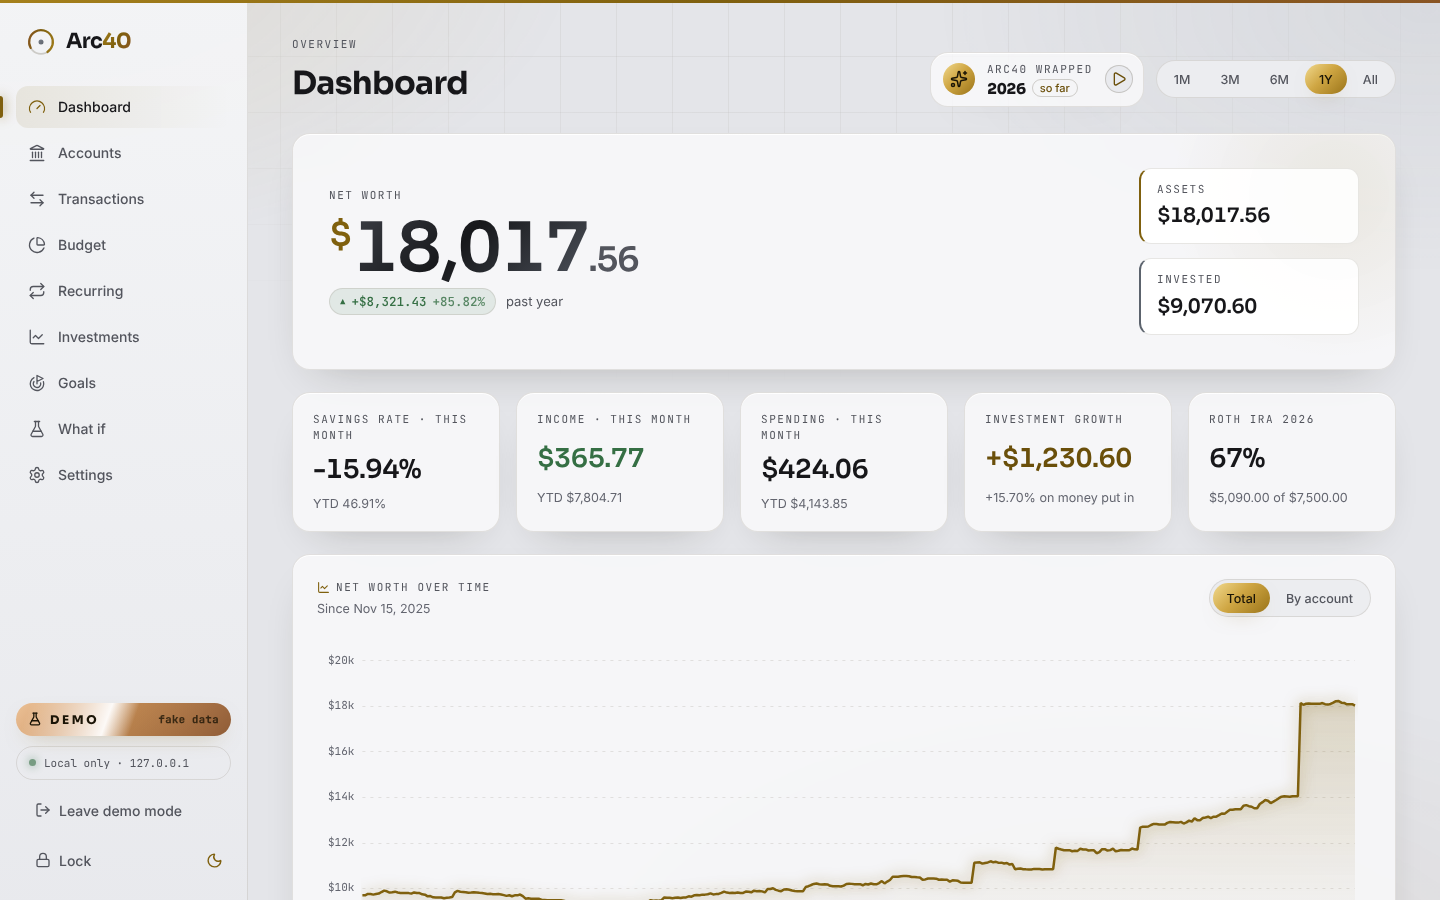 Arc40
Dashboard
Accounts
Transactions
Budget
Recurring
Investments
Goals
What if
Settings
DEMO fake data
Local only · 127.0.0.1
Leave demo mode
Lock
OVERVIEW
Dashboard
ARC40 WRAPPED
2026 so far
1M 3M 6M 1Y All
NET WORTH
$18,017.56
▲ +$8,321.43 +85.82% past year
ASSETS
$18,017.56
INVESTED
$9,070.60
SAVINGS RATE · THIS
MONTH
-15.94%
YTD 46.91%
INCOME · THIS MONTH
$365.77
YTD $7,804.71
SPENDING · THIS
MONTH
$424.06
YTD $4,143.85
INVESTMENT GROWTH
+$1,230.60
+15.70% on money put in
ROTH IRA 2026
67%
$5,090.00 of $7,500.00
NET WORTH OVER TIME
Since Nov 15, 2025
Total By account
$20k
$18k
$16k
$14k
$12k
$10k